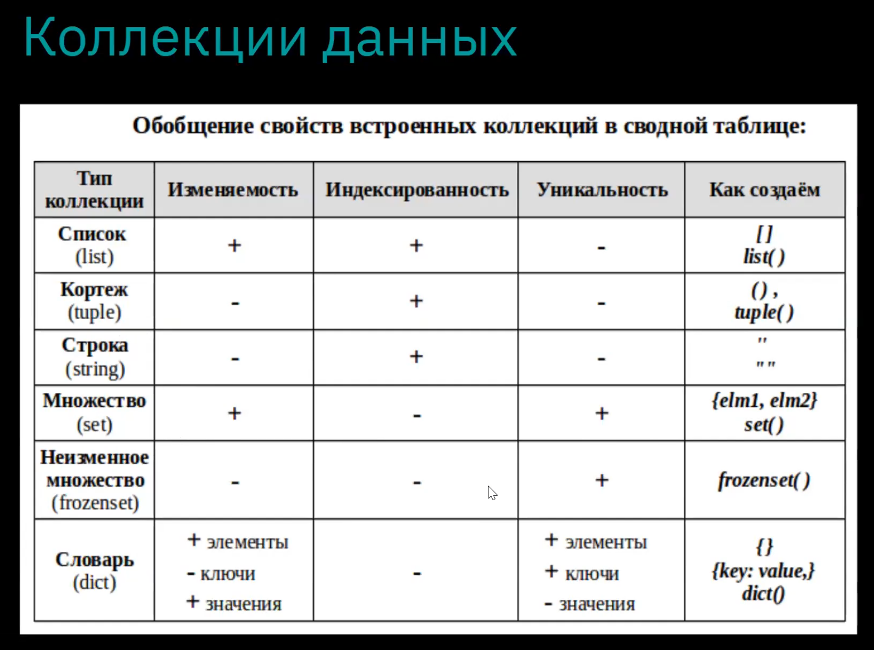 Коллекции данных
Обобщение свойств встроенных коллекций в сводной таблице:
Тип
коллекции
Изменяемость
Индексированность
Уникальность
Как создаём
Список
(list)
+
+
-
[ ]
list( )
Кортеж
(tuple)
-
+
-
( ) ,
tuple( )
Строка
(string)
-
+
-
''
""
Множество
(set)
+
-
+
{elm1, elm2}
set( )
Неизменное
множество
(frozenset)
-
-
+
frozenset( )
Словарь
(dict)
+ элементы
- ключи
+ значения
-
+ элементы
+ ключи
- значения
{}
{key: value,}
dict()